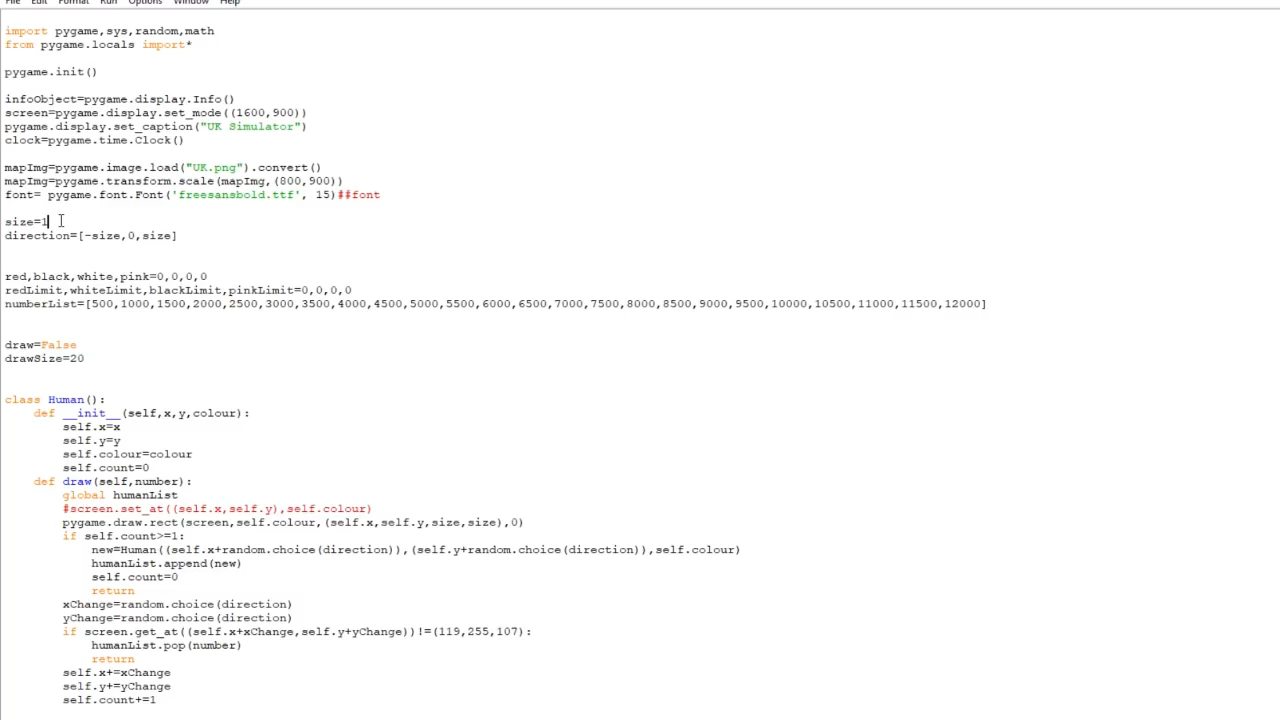 File Edit Format Run Options Window Help
import pygame,sys,random,math
from pygame.locals import*
pygame.init()
infoObject=pygame.display.Info()
screen=pygame.display.set_mode((1600,900))
pygame.display.set_caption("UK Simulator")
clock=pygame.time.Clock()
mapImg=pygame.image.load("UK.png").convert()
mapImg=pygame.transform.scale(mapImg,(800,900))
font= pygame.font.Font('freesansbold.ttf', 15)##font
size=1
direction=[-size,0,size]
red,black,white,pink=0,0,0,0
redLimit,whiteLimit,blackLimit,pinkLimit=0,0,0,0
numberList=[500,1000,1500,2000,2500,3000,3500,4000,4500,5000,5500,6000,6500,7000,7500,8000,8500,9000,9500,10000,10500,11000,11500,12000]
draw=False
drawSize=20
class Human():
    def __init__(self,x,y,colour):
        self.x=x
        self.y=y
        self.colour=colour
        self.count=0
    def draw(self,number):
        global humanList
        #screen.set_at((self.x,self.y),self.colour)
        pygame.draw.rect(screen,self.colour,(self.x,self.y,size,size),0)
        if self.count>=1:
            new=Human((self.x+random.choice(direction)),(self.y+random.choice(direction)),self.colour)
            humanList.append(new)
            self.count=0
            return
        xChange=random.choice(direction)
        yChange=random.choice(direction)
        if screen.get_at((self.x+xChange,self.y+yChange))!=(119,255,107):
            humanList.pop(number)
            return
        self.x+=xChange
        self.y+=yChange
        self.count+=1